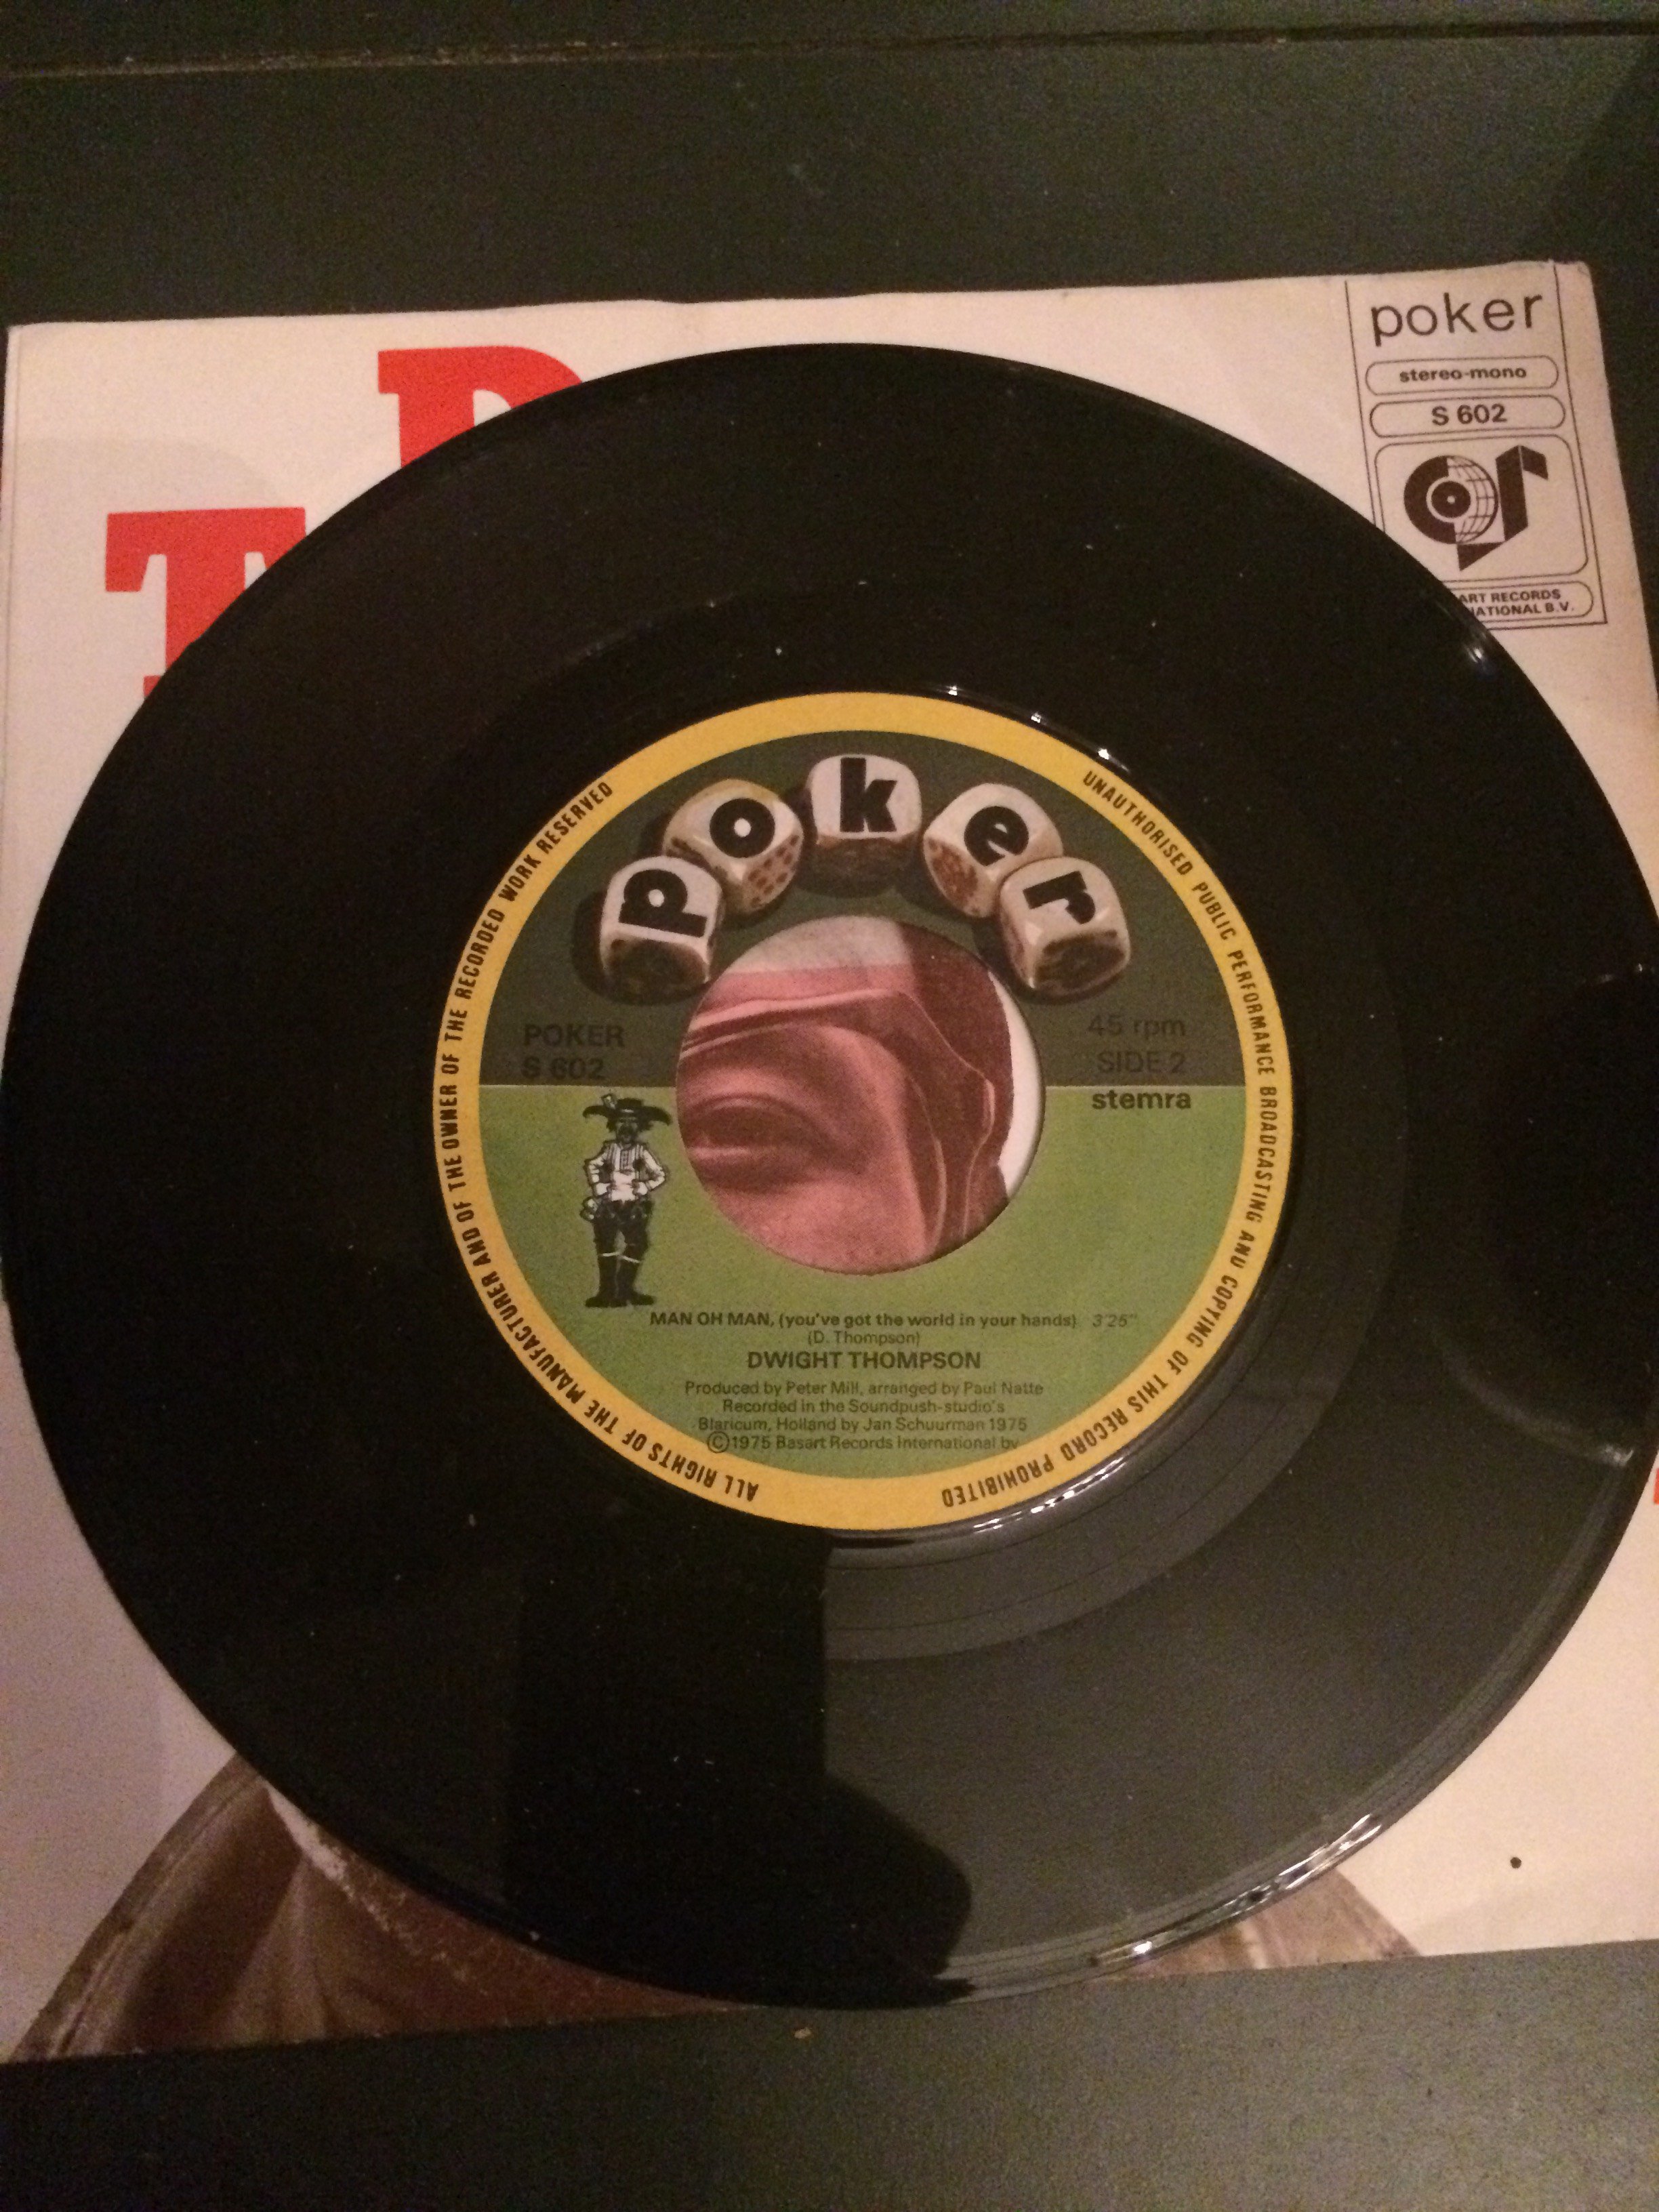 poker
stereo-mono
S 602
ART RECORDS
NATIONAL B.V.
poker
POKER
S 602
45 rpm
SIDE 2
stemra
MAN OH MAN, (you've got the world in your hands) 3'25"
(D. Thompson)
DWIGHT THOMPSON
Produced by Peter Mill, arranged by Paul Natte
Recorded in the Soundpush-studio's
Blaricum, Holland by Jan Schuurman 1975
©1975 Basart Records International bv
ALL RIGHTS OF THE MANUFACTURER AND OF THE OWNER OF THE RECORDED WORK RESERVED
UNAUTHORISED PUBLIC PERFORMANCE BROADCASTING AND COPYING OF THIS RECORD PROHIBITED